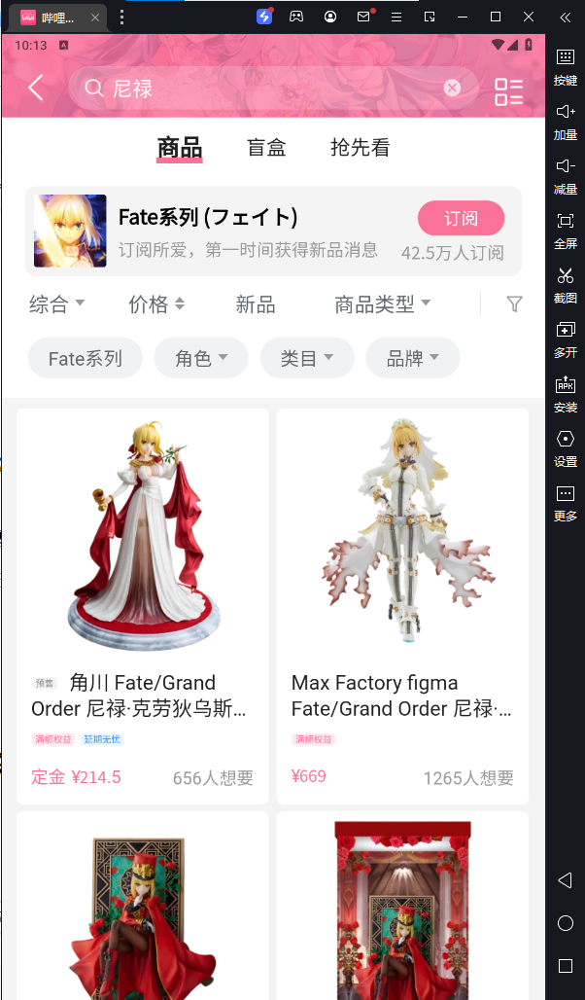 哔哩...
10:13
尼禄
商品 盲盒 抢先看
Fate系列 (フェイト)
订阅
订阅所爱，第一时间获得新品消息
42.5万人订阅
综合 价格 新品 商品类型
Fate系列 角色 类目 品牌
预售 角川 Fate/Grand
Order 尼禄·克劳狄乌斯...
满额权益 延期无忧
定金 ¥214.5 656人想要
Max Factory figma
Fate/Grand Order 尼禄·...
满额权益
¥669 1265人想要
按键
加量
减量
全屏
截图
多开
APK
安装
设置
更多